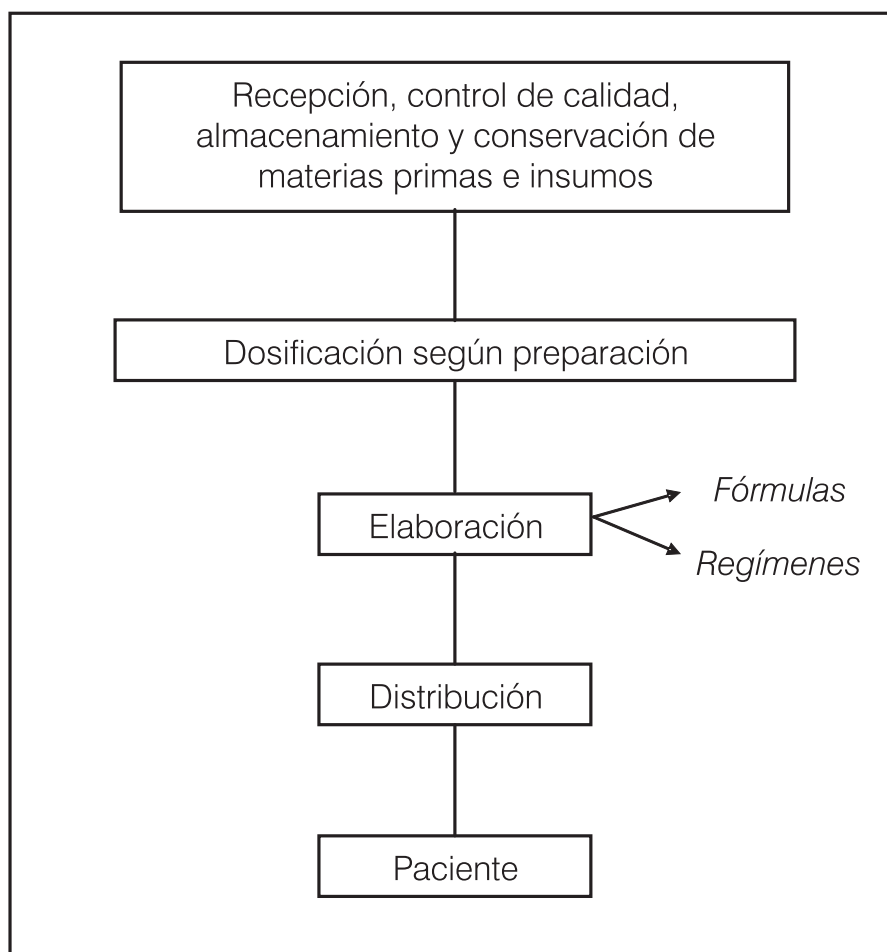 Recepción, control de calidad,
almacenamiento y conservación de
materias primas e insumos
Dosificación según preparación
Elaboración
Fórmulas
Regímenes
Distribución
Paciente